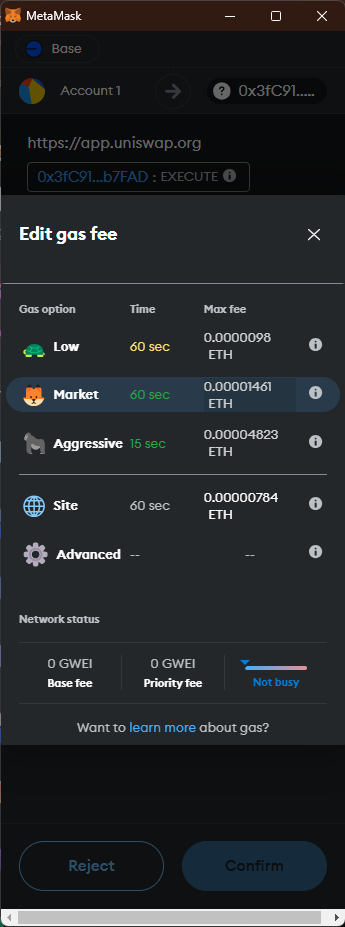 MetaMask
Base
Account 1
0x3fC91.....
https://app.uniswap.org
0x3fC91...b7FAD : EXECUTE
Edit gas fee
Gas option Time Max fee
Low 60 sec 0.0000098
ETH
Market 60 sec 0.00001461
ETH
Aggressive 15 sec 0.00004823
ETH
Site 60 sec 0.00000784
ETH
Advanced -- --
Network status
0 GWEI 0 GWEI
Base fee Priority fee Not busy
Want to learn more about gas?
Reject Confirm